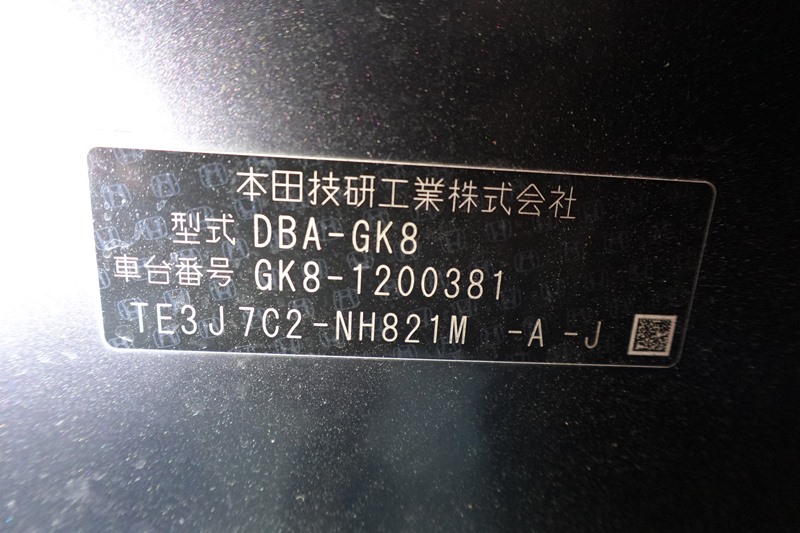 本田技研工業株式会社
型式 DBA-GK8
車台番号 GK8-1200381
TE3J7C2-NH821M -A -J